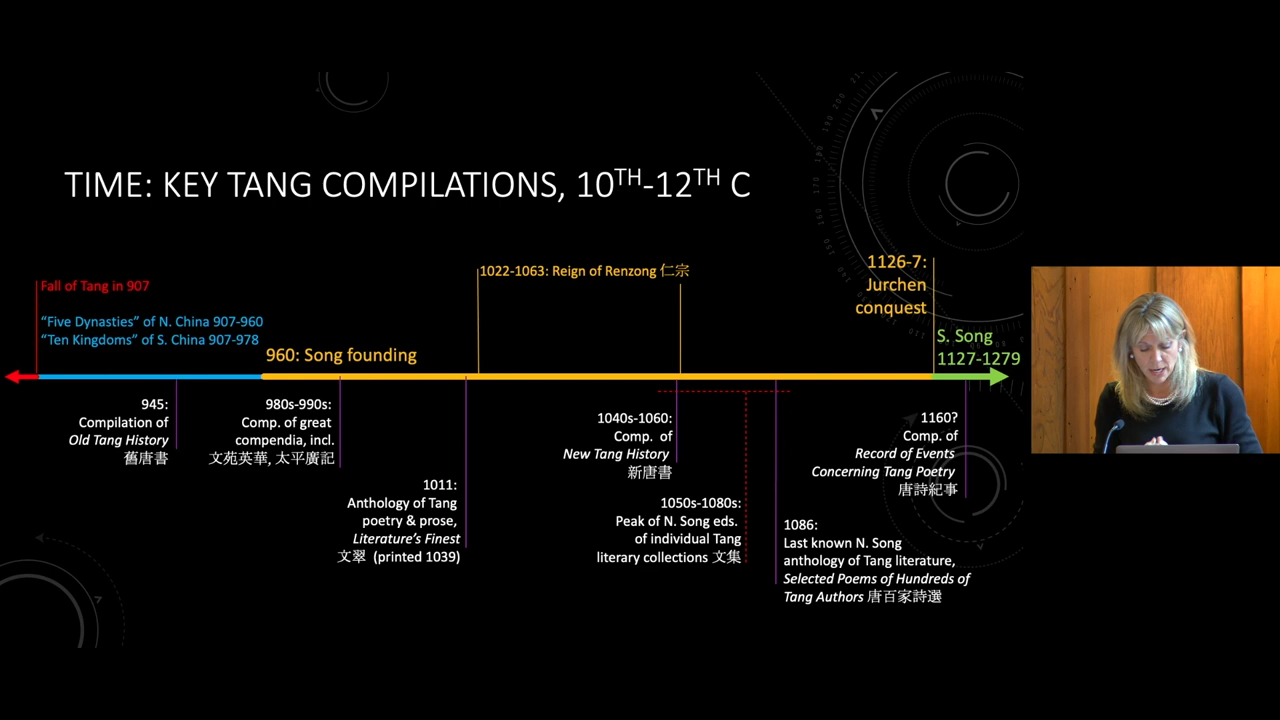 TIME: KEY TANG COMPILATIONS, 10TH-12TH C
1022-1063: Reign of Renzong 仁宗
1126-7:
Jurchen
conquest
Fall of Tang in 907
"Five Dynasties" of N. China 907-960
"Ten Kingdoms" of S. China 907-978
960: Song founding
S. Song
1127-1279
945:
Compilation of
Old Tang History
舊唐書
980s-990s:
Comp. of great
compendia, incl.
文苑英華, 太平廣記
1011:
Anthology of Tang
poetry & prose,
Literature's Finest
文翠 (printed 1039)
1040s-1060:
Comp. of
New Tang History
新唐書
1050s-1080s:
Peak of N. Song eds.
of individual Tang
literary collections 文集
1086:
Last known N. Song
anthology of Tang literature,
Selected Poems of Hundreds of
Tang Authors 唐百家詩選
1160?
Comp. of
Record of Events
Concerning Tang Poetry
唐詩紀事